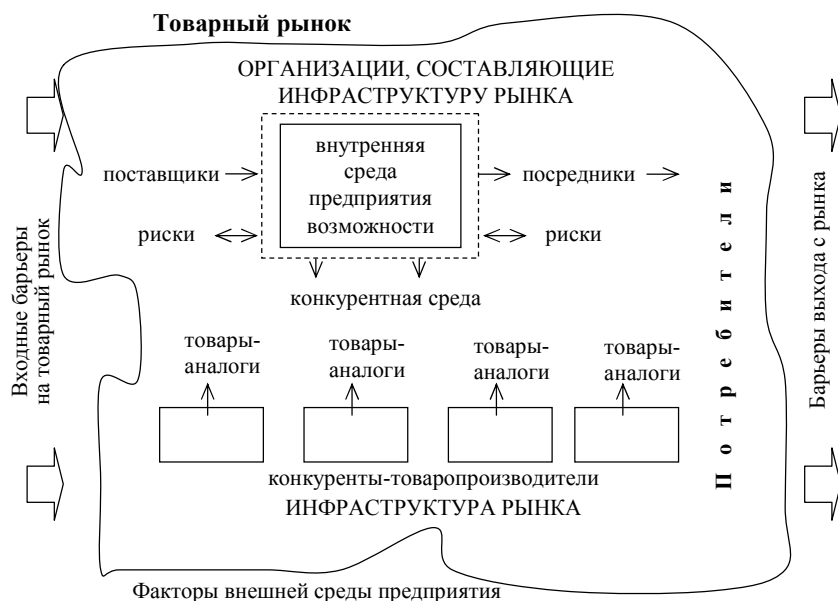 Товарный рынок
ОРГАНИЗАЦИИ, СОСТАВЛЯЮЩИЕ
ИНФРАСТРУКТУРУ РЫНКА
поставщики
внутренняя
среда
предприятия
возможности
посредники
риски
риски
конкурентная среда
товары-
аналоги
товары-
аналоги
товары-
аналоги
товары-
аналоги
конкуренты-товаропроизводители
ИНФРАСТРУКТУРА РЫНКА
Факторы внешней среды предприятия
Входные барьеры
на товарный рынок
Потребители
Барьеры выхода с рынка